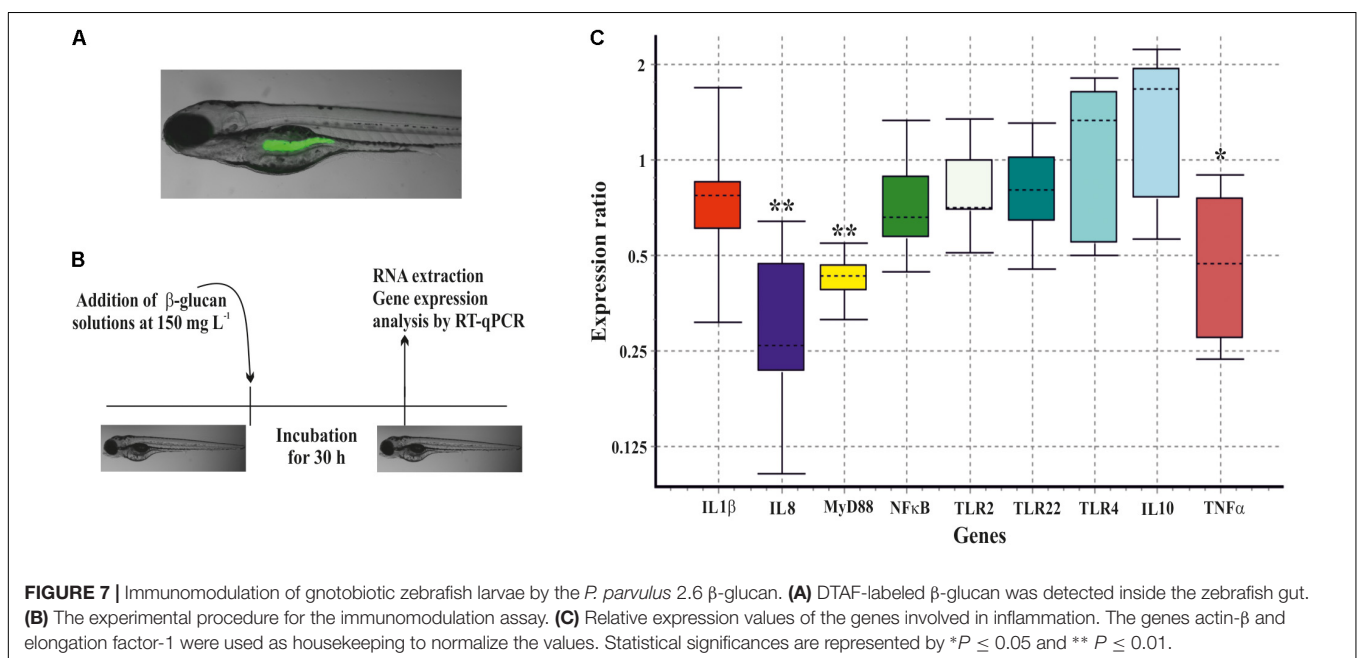 A
B
Addition of β-glucan
solutions at 150 mg L-1
RNA extraction
Gene expression
analysis by RT-qPCR
Incubation
for 30 h
C
Expression ratio
2
1
0.5
0.25
0.125
**
**
*
IL1β IL8 MyD88 NFκB TLR2 TLR22 TLR4 IL10 TNFα
Genes
FIGURE 7 | Immunomodulation of gnotobiotic zebrafish larvae by the P. parvulus 2.6 β-glucan. (A) DTAF-labeled β-glucan was detected inside the zebrafish gut.
(B) The experimental procedure for the immunomodulation assay. (C) Relative expression values of the genes involved in inflammation. The genes actin-β and
elongation factor-1 were used as housekeeping to normalize the values. Statistical significances are represented by *P ≤ 0.05 and ** P ≤ 0.01.